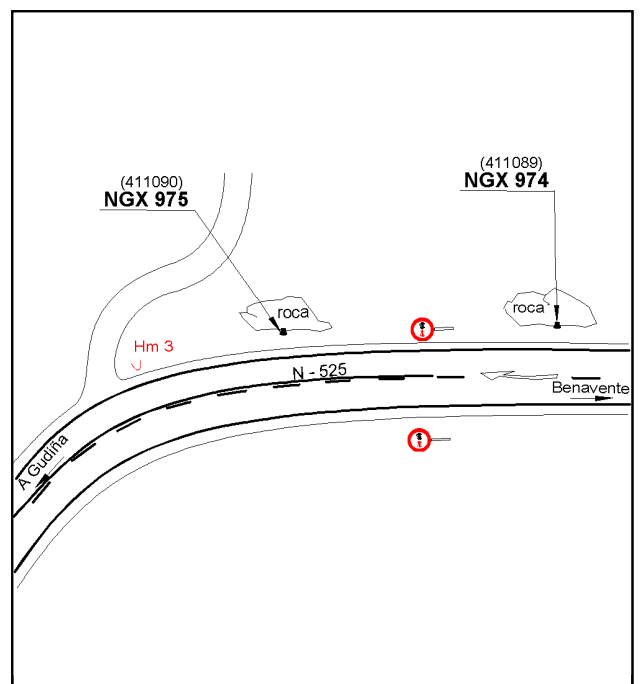 (411089)
NGX 974
(411090)
NGX 975
roca
roca
Hm 3
N - 525
Benavente
A Gudiña